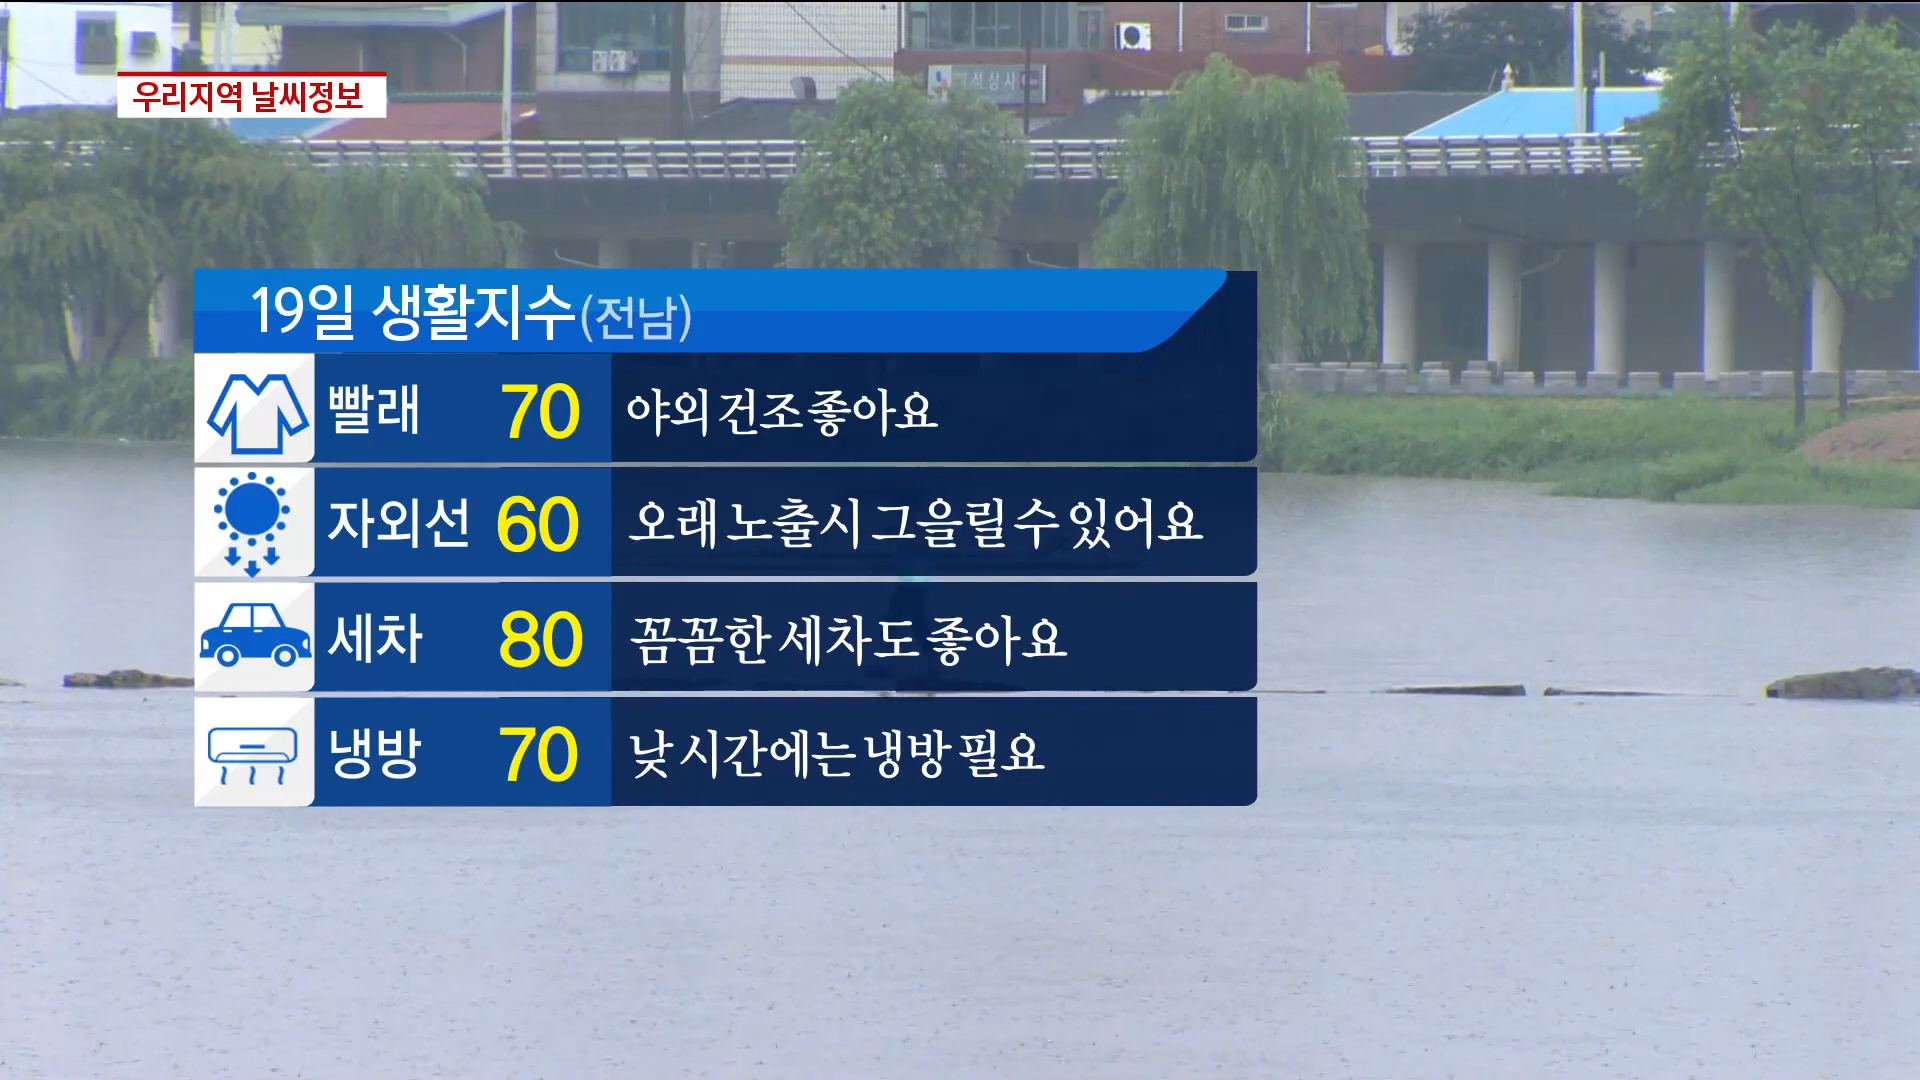 우리지역 날씨정보
19일 생활지수(전남)
빨래 70 야외 건조 좋아요
자외선 60 오래 노출시 그을릴 수 있어요
세차 80 꼼꼼한 세차도 좋아요
냉방 70 낮 시간에는 냉방 필요